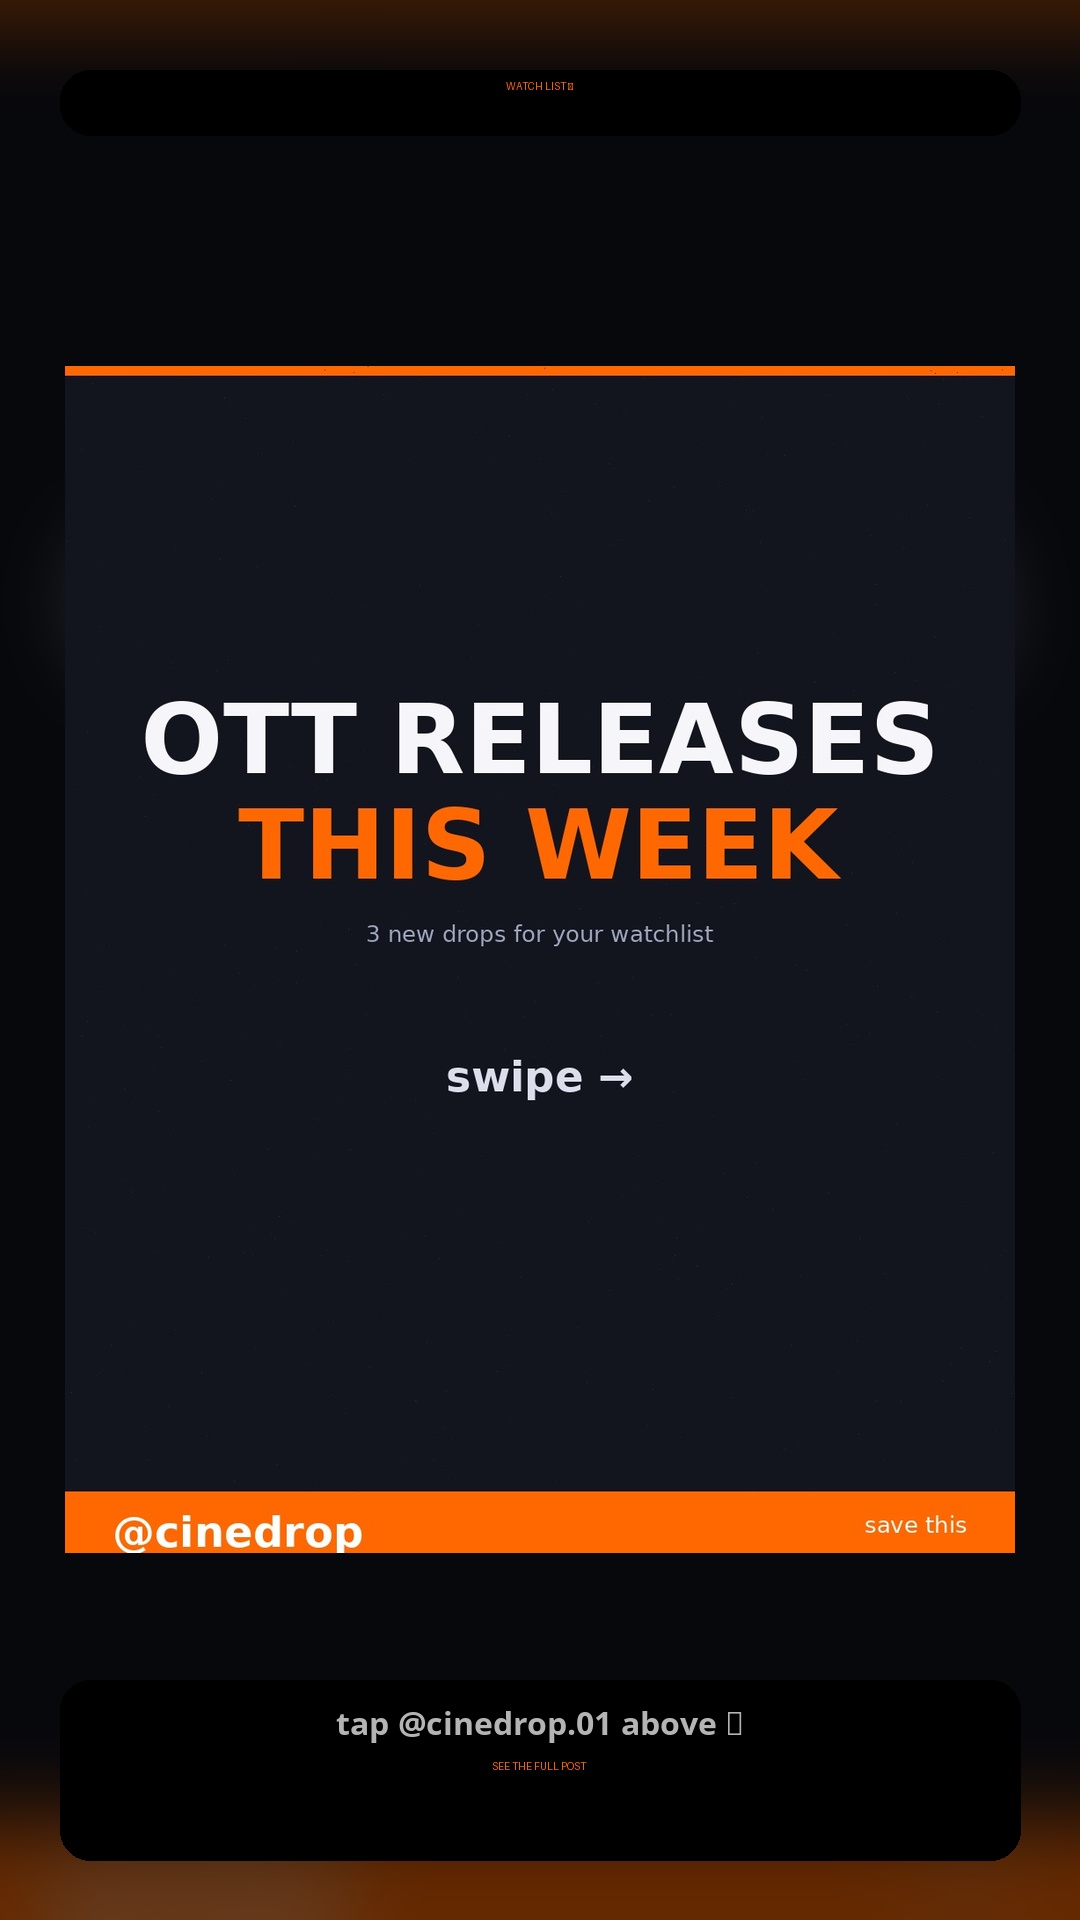 WATCH LIST
OTT RELEASES
THIS WEEK
3 new drops for your watchlist
swipe →
@cinedrop
save this
tap @cinedrop.01 above
SEE THE FULL POST